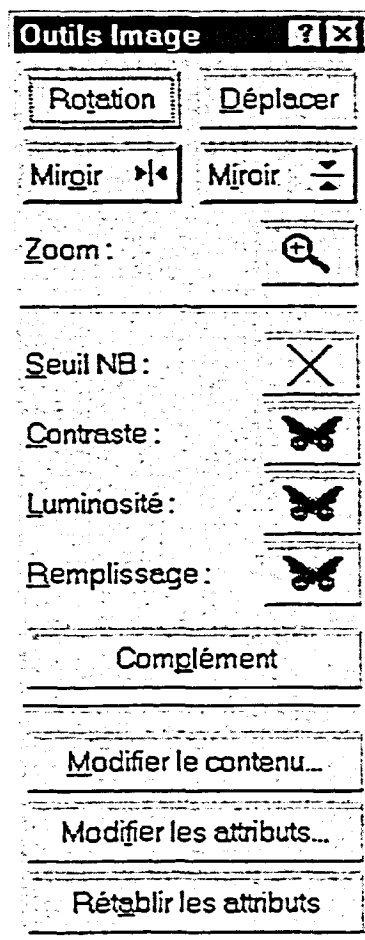 Outils Image ? X
Rotation Déplacer
Miroir Miroir
Zoom :
Seuil NB :
Contraste :
Luminosité :
Remplissage :
Complément
Modifier le contenu...
Modifier les attributs...
Rétablir les attributs